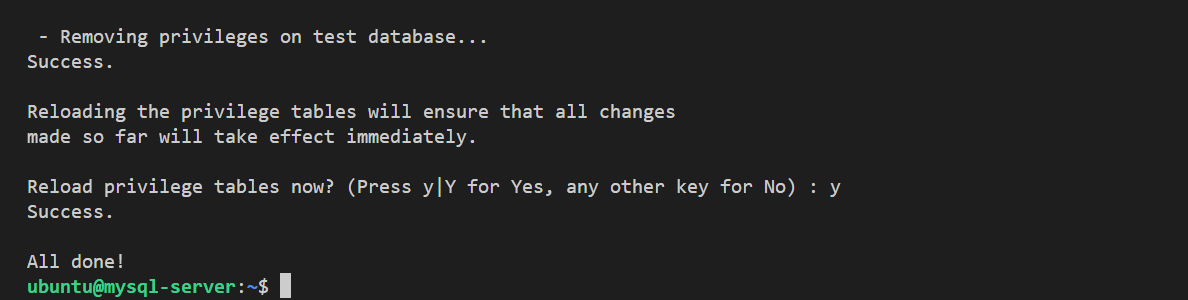 - Removing privileges on test database...
Success.
Reloading the privilege tables will ensure that all changes
made so far will take effect immediately.
Reload privilege tables now? (Press y|Y for Yes, any other key for No) : y
Success.
All done!
ubuntu@mysql-server:~$